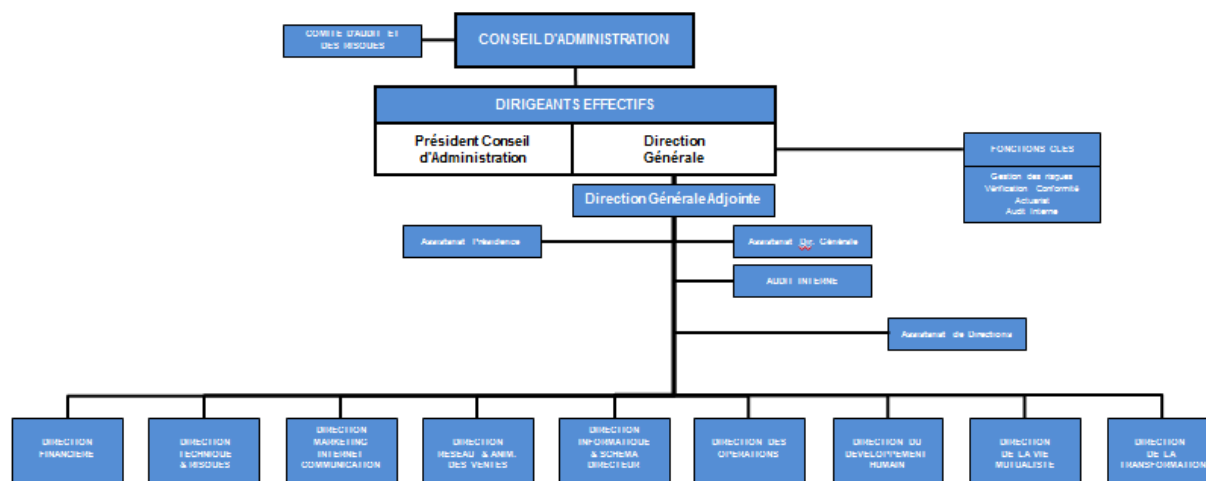 COMITE D'AUDIT ET
DES RISQUES
CONSEIL D'ADMINISTRATION
DIRIGEANTS EFFECTIFS
Président Conseil
d'Administration
Direction
Générale
FONCTIONS CLES
Gestion des risques
Vérification Conformité
Actuariat
Audit Interne
Direction Générale Adjointe
Assistanat Présidence
Assistanat Dir. Générale
AUDIT INTERNE
Assistanat de Directions
DIRECTION
FINANCIERE
DIRECTION
TECHNIQUE
& RISQUES
DIRECTION
MARKETING
INTERNET
COMMUNICATION
DIRECTION
RESEAU & ANIM.
DES VENTES
DIRECTION
INFORMATIQUE
& SCHEMA
DIRECTEUR
DIRECTION DES
OPERATIONS
DIRECTION DU
DEVELOPPEMENT
HUMAIN
DIRECTION
DE LA VIE
MUTUALISTE
DIRECTION
DE LA
TRANSFORMATION